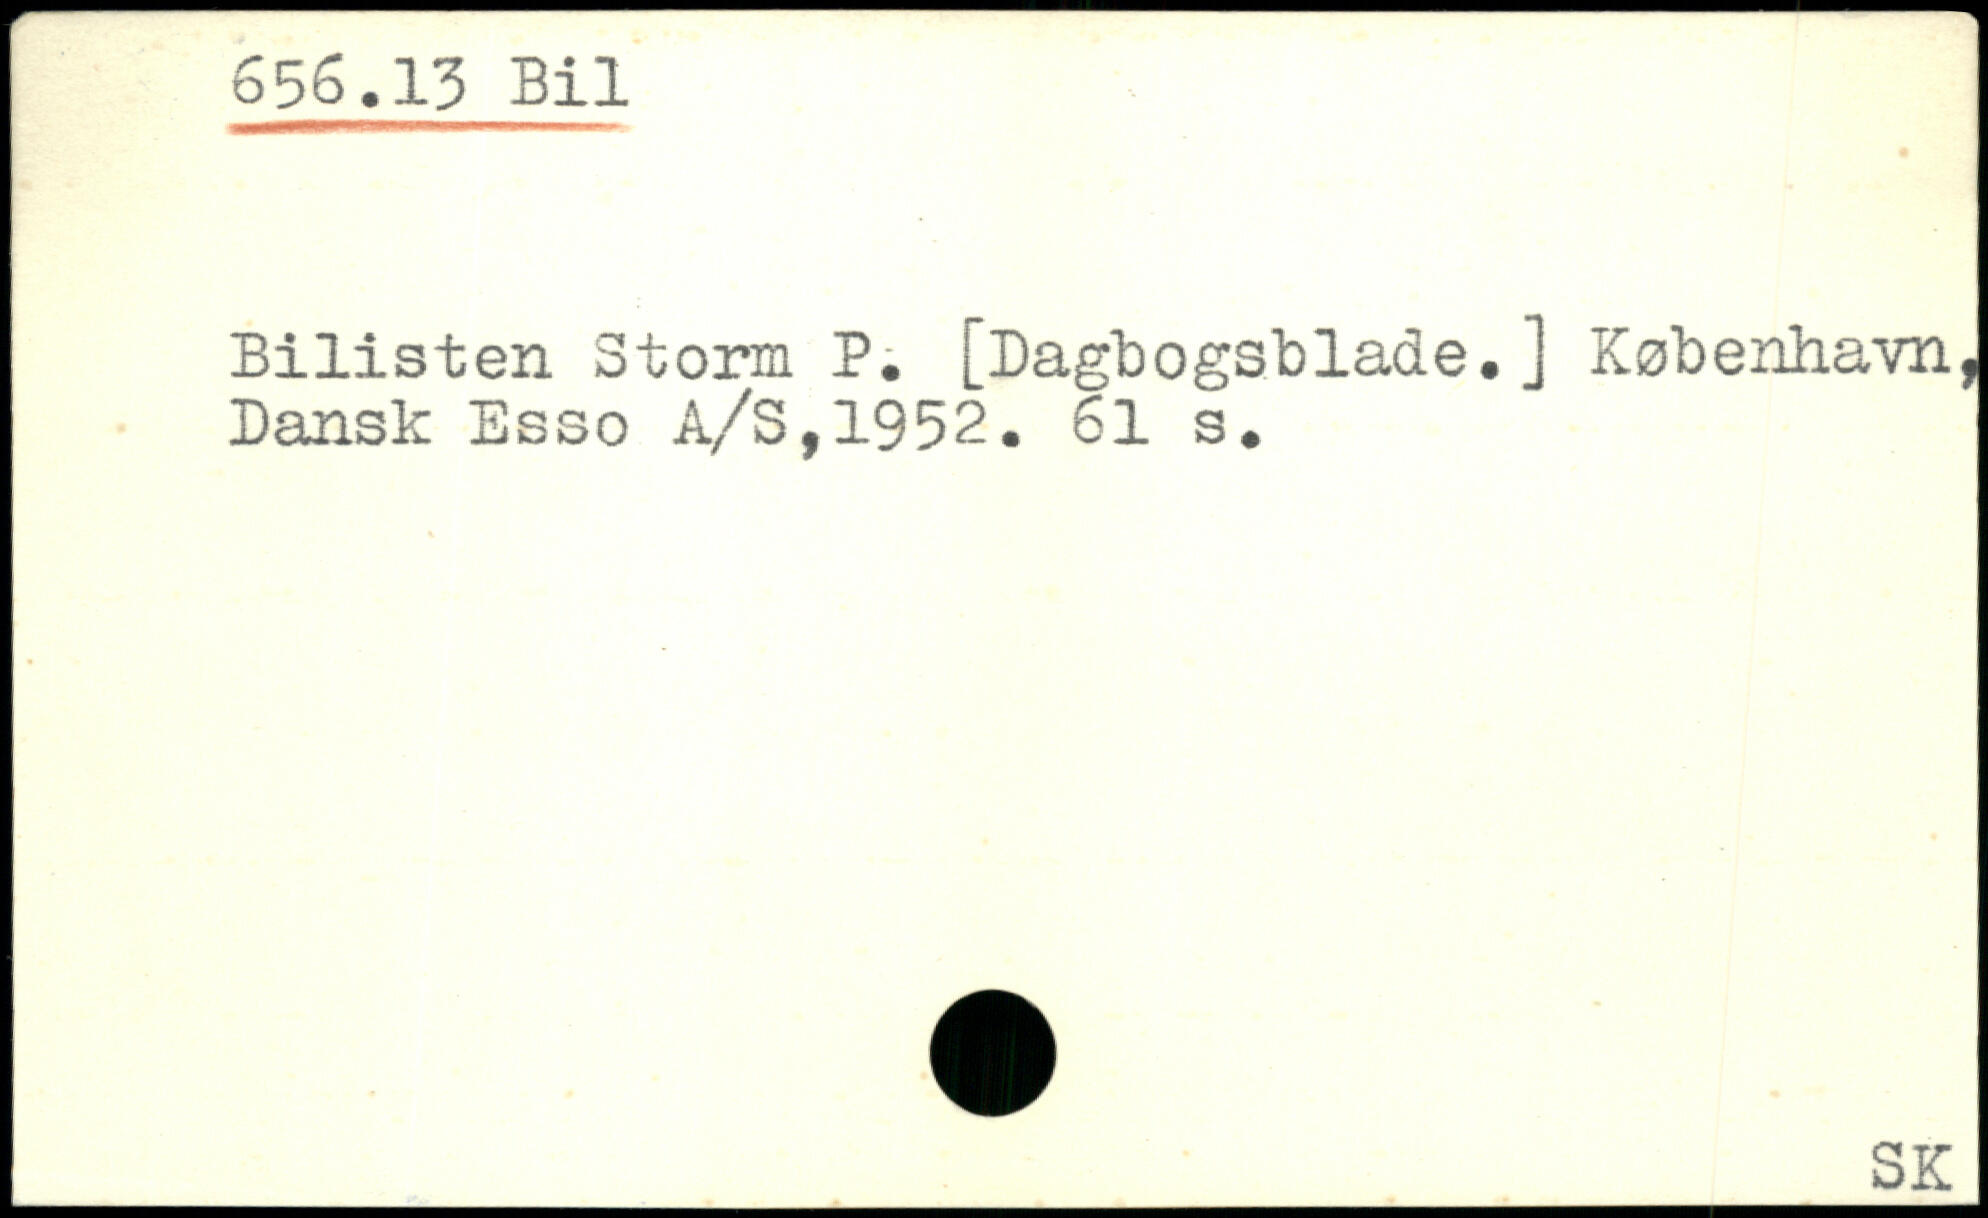 656.13 Bil
Bilisten Storm P. [Dagbogsblade.] København,
Dansk Esso A/S,1952. 61 s.
SK